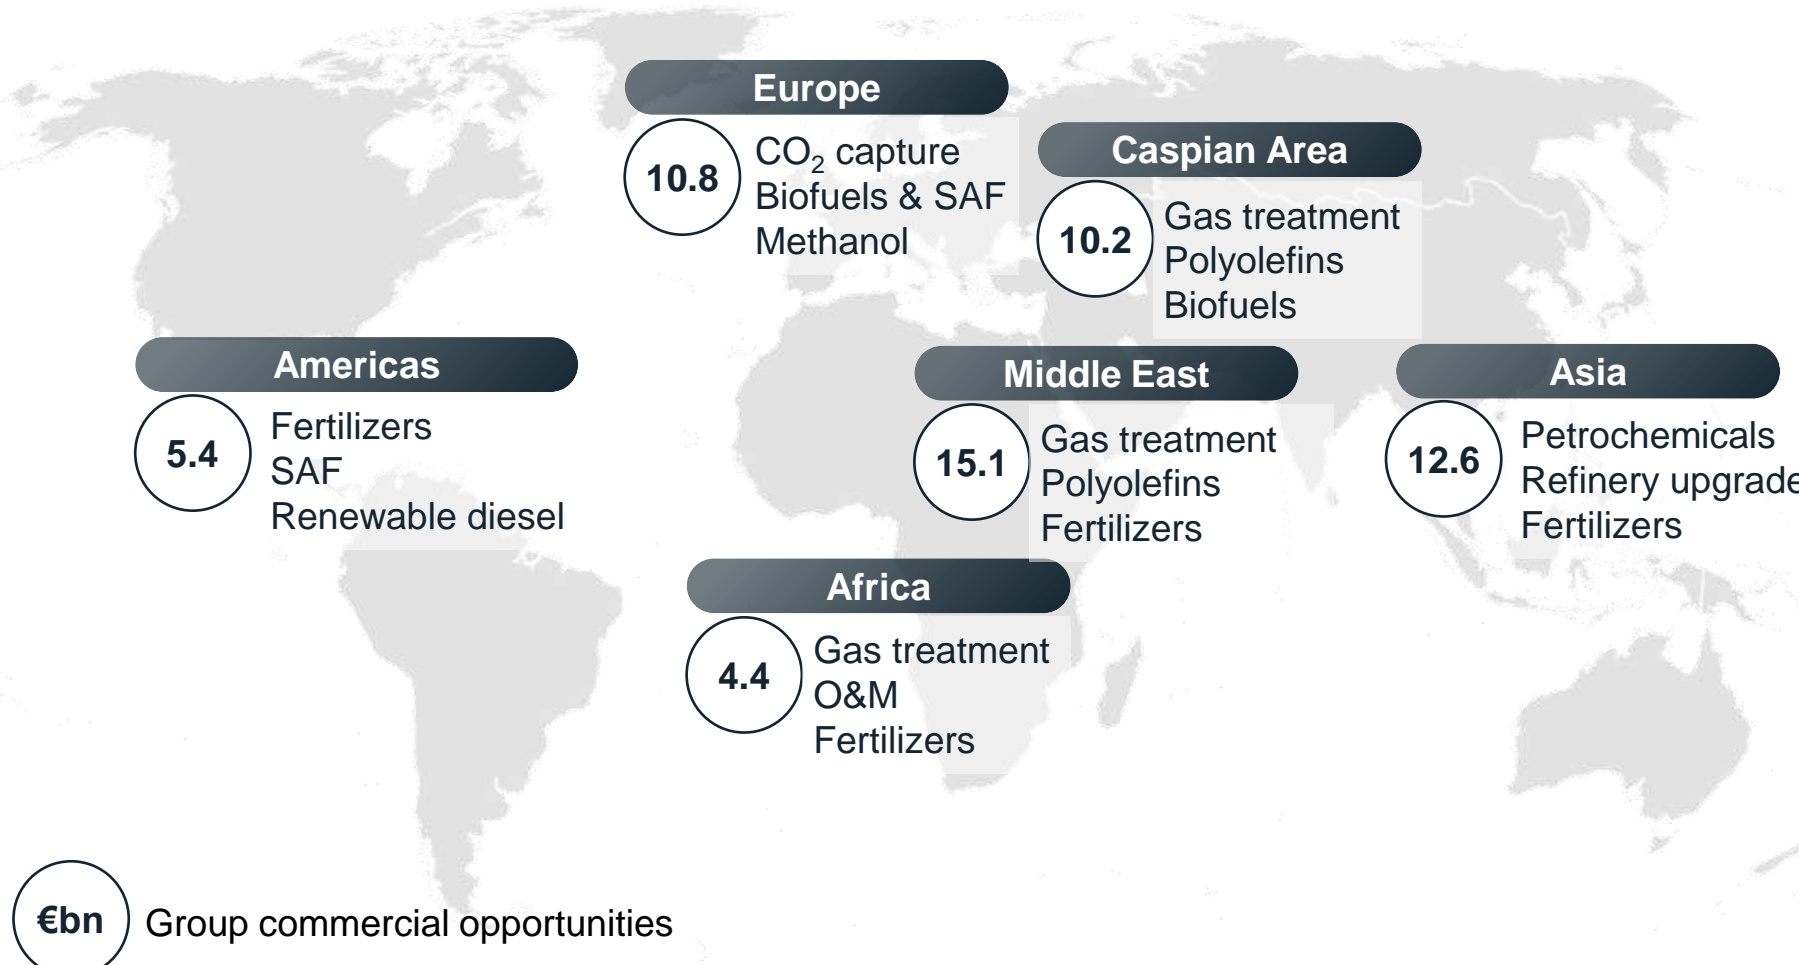 Europe
10.8
CO₂ capture
Biofuels & SAF
Methanol
Caspian Area
10.2
Gas treatment
Polyolefins
Biofuels
Americas
5.4
Fertilizers
SAF
Renewable diesel
Middle East
15.1
Gas treatment
Polyolefins
Fertilizers
Asia
12.6
Petrochemicals
Refinery upgrade
Fertilizers
Africa
4.4
Gas treatment
O&M
Fertilizers
€bn
Group commercial opportunities